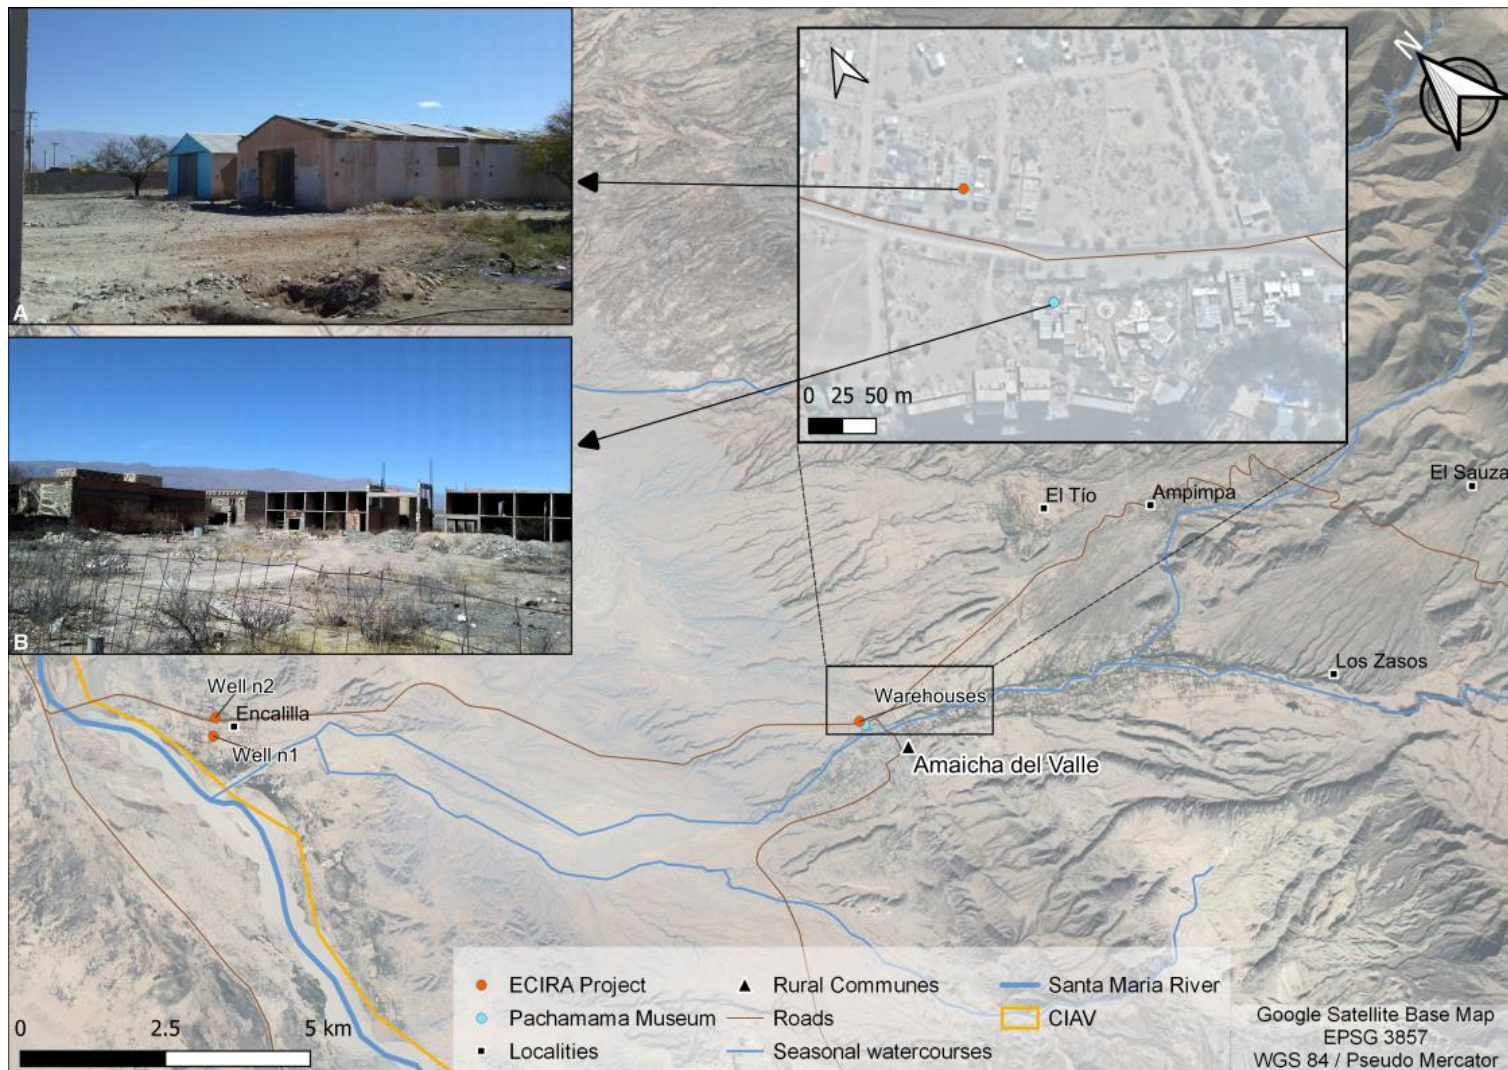 A
B
N
0 25 50 m
El Tío
Ampimpa
El Sauza
Los Zasos
Warehouses
Amaicha del Valle
Well n2
Encalilla
Well n1
0 2.5 5 km
ECIRA Project
Pachamama Museum
Localities
Rural Communes
Roads
Seasonal watercourses
Santa Maria River
CIAV
Google Satellite Base Map
EPSG 3857
WGS 84 / Pseudo Mercator